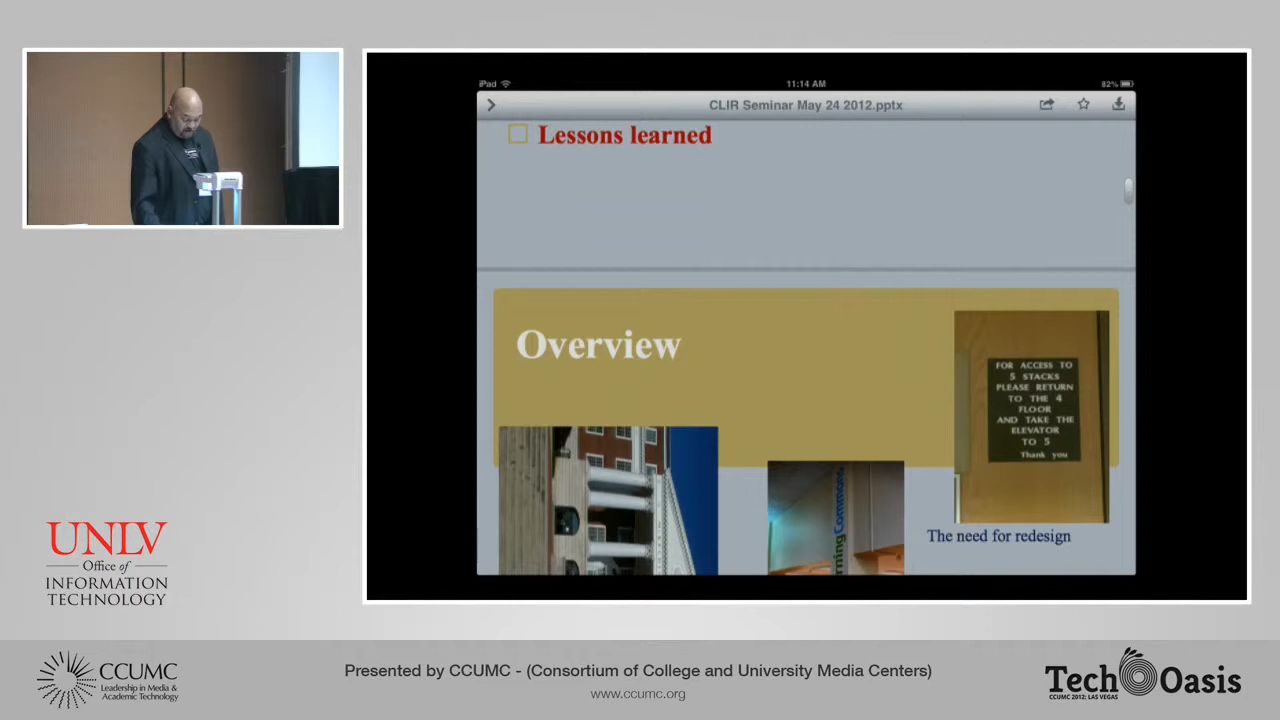 iPad
11:14 AM
82%
CLIR Seminar May 24 2012.pptx
Lessons learned
Overview
FOR ACCESS TO
5 STACKS
PLEASE RETURN
TO THE 4
FLOOR
AND TAKE THE
ELEVATOR
TO 5
Thank you
ning Commons
The need for redesign
UNLV
Office of
INFORMATION
TECHNOLOGY
CCUMC
Leadership in Media &
Academic Technology
Presented by CCUMC - (Consortium of College and University Media Centers)
www.ccumc.org
Tech Oasis
CCUMC 2012: LAS VEGAS